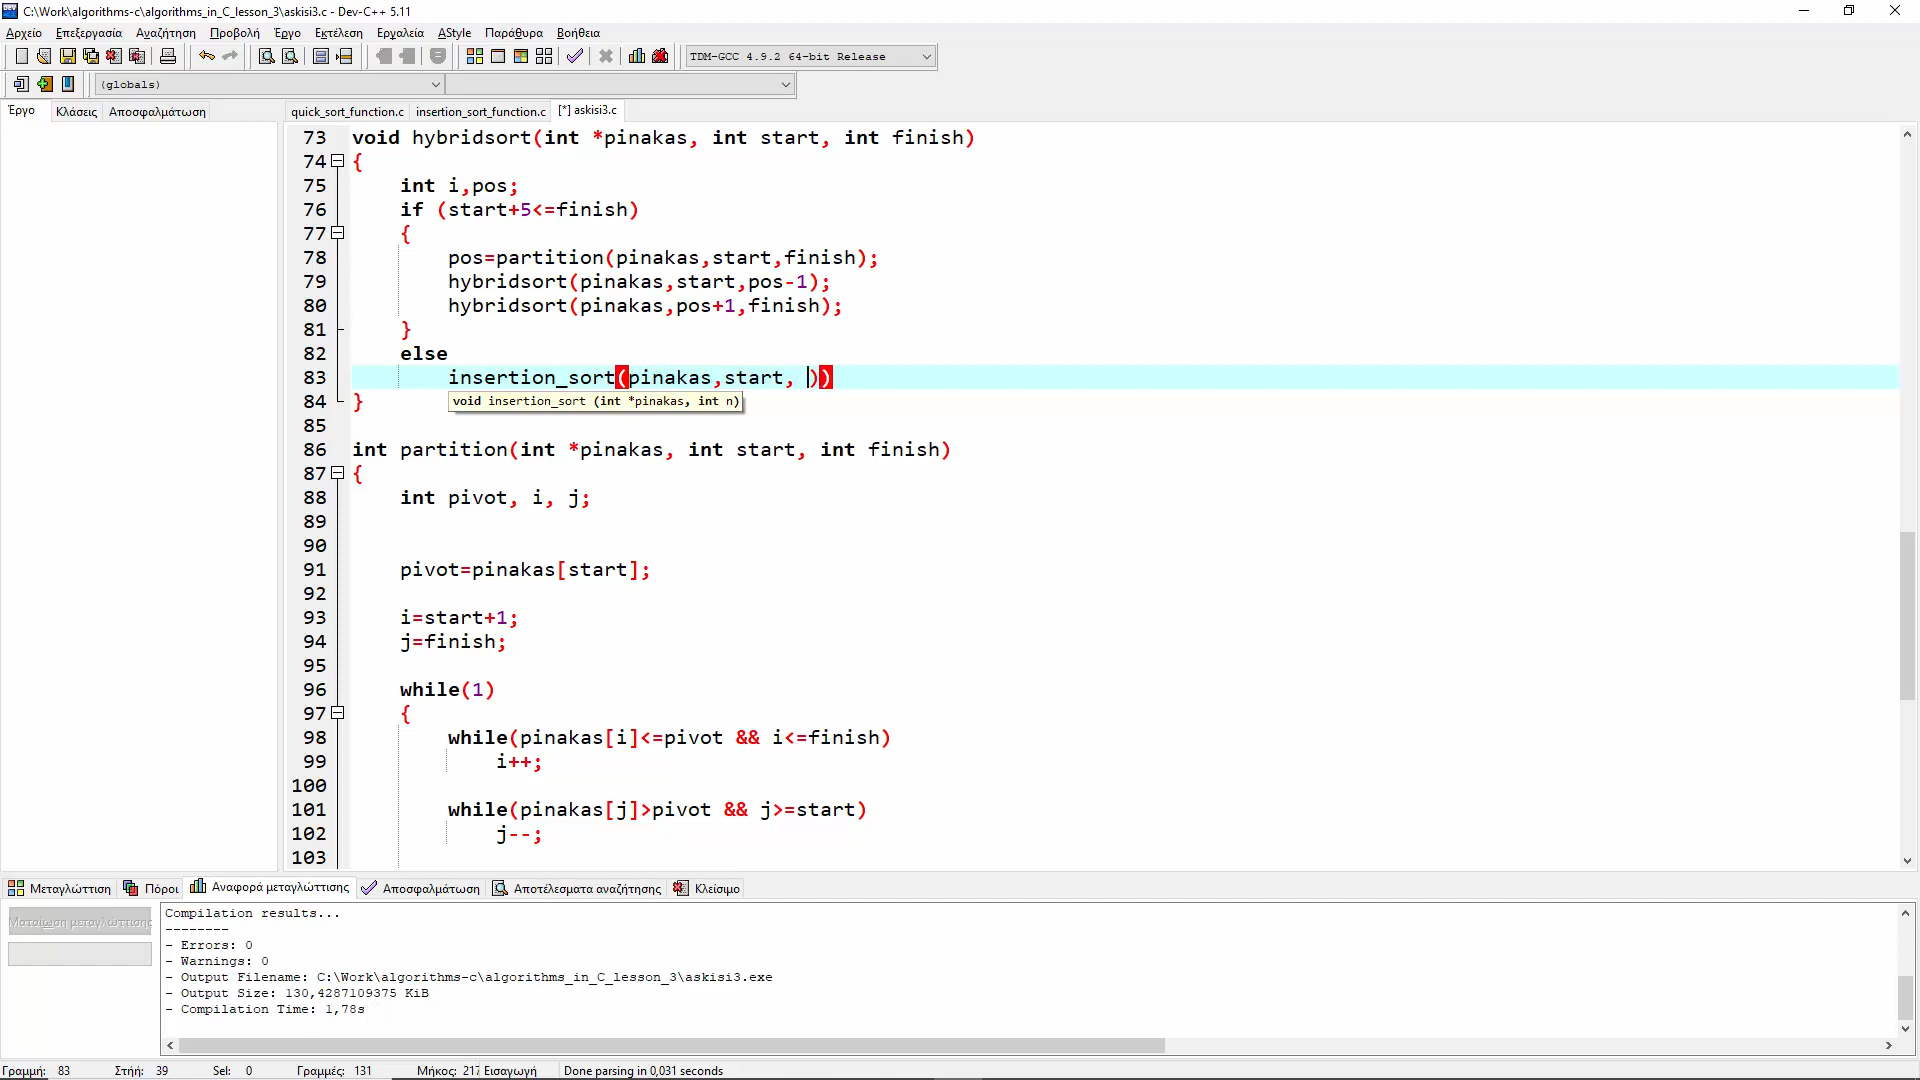 C:\Work\algorithms-c\algorithms_in_C_lesson_3\askisi3.c - Dev-C++ 5.11
Αρχείο Επεξεργασία Αναζήτηση Προβολή Έργο Εκτέλεση Εργαλεία AStyle Παράθυρα Βοήθεια
TDM-GCC 4.9.2 64-bit Release
(globals)
Έργο Κλάσεις Αποσφαλμάτωση quick_sort_function.c insertion_sort_function.c [*] askisi3.c
73 void hybridsort(int *pinakas, int start, int finish)
74 {
75 int i,pos;
76 if (start+5<=finish)
77 {
78 pos=partition(pinakas,start,finish);
79 hybridsort(pinakas,start,pos-1);
80 hybridsort(pinakas,pos+1,finish);
81 }
82 else
83 insertion_sort(pinakas,start, ))
84 }
void insertion_sort (int *pinakas, int n)
85
86 int partition(int *pinakas, int start, int finish)
87 {
88 int pivot, i, j;
89
90
91 pivot=pinakas[start];
92
93 i=start+1;
94 j=finish;
95
96 while(1)
97 {
98 while(pinakas[i]<=pivot && i<=finish)
99 i++;
100
101 while(pinakas[j]>pivot && j>=start)
102 j--;
103
Μεταγλώττιση Πόροι Αναφορά μεταγλώττισης Αποσφαλμάτωση Αποτέλεσματα αναζήτησης Κλείσιμο
Ματαίωση μεταγλώττισης
Compilation results...
--------
- Errors: 0
- Warnings: 0
- Output Filename: C:\Work\algorithms-c\algorithms_in_C_lesson_3\askisi3.exe
- Output Size: 130,4287109375 KiB
- Compilation Time: 1,78s
Γραμμή: 83 Στήή: 39 Sel: 0 Γραμμές: 131 Μήκος: 217 Εισαγωγή Done parsing in 0,031 seconds